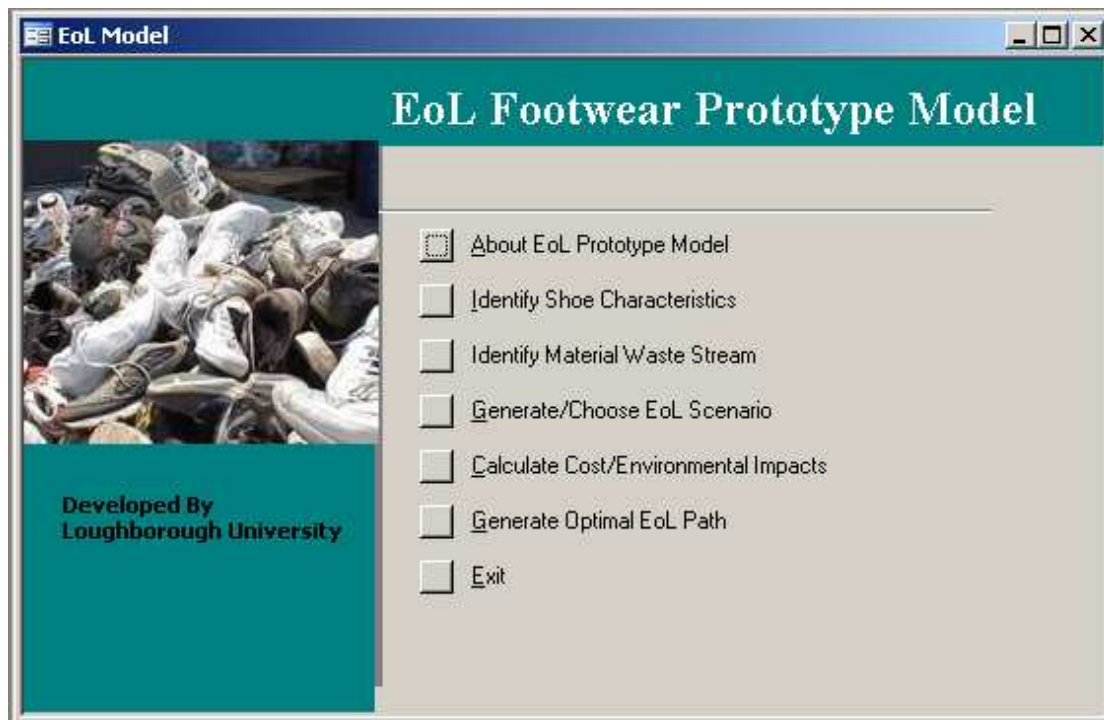 EoL Model
EoL Footwear Prototype Model
About EoL Prototype Model
Identify Shoe Characteristics
Identify Material Waste Stream
Generate/Choose EoL Scenario
Calculate Cost/Environmental Impacts
Generate Optimal EoL Path
Exit
Developed By
Loughborough University